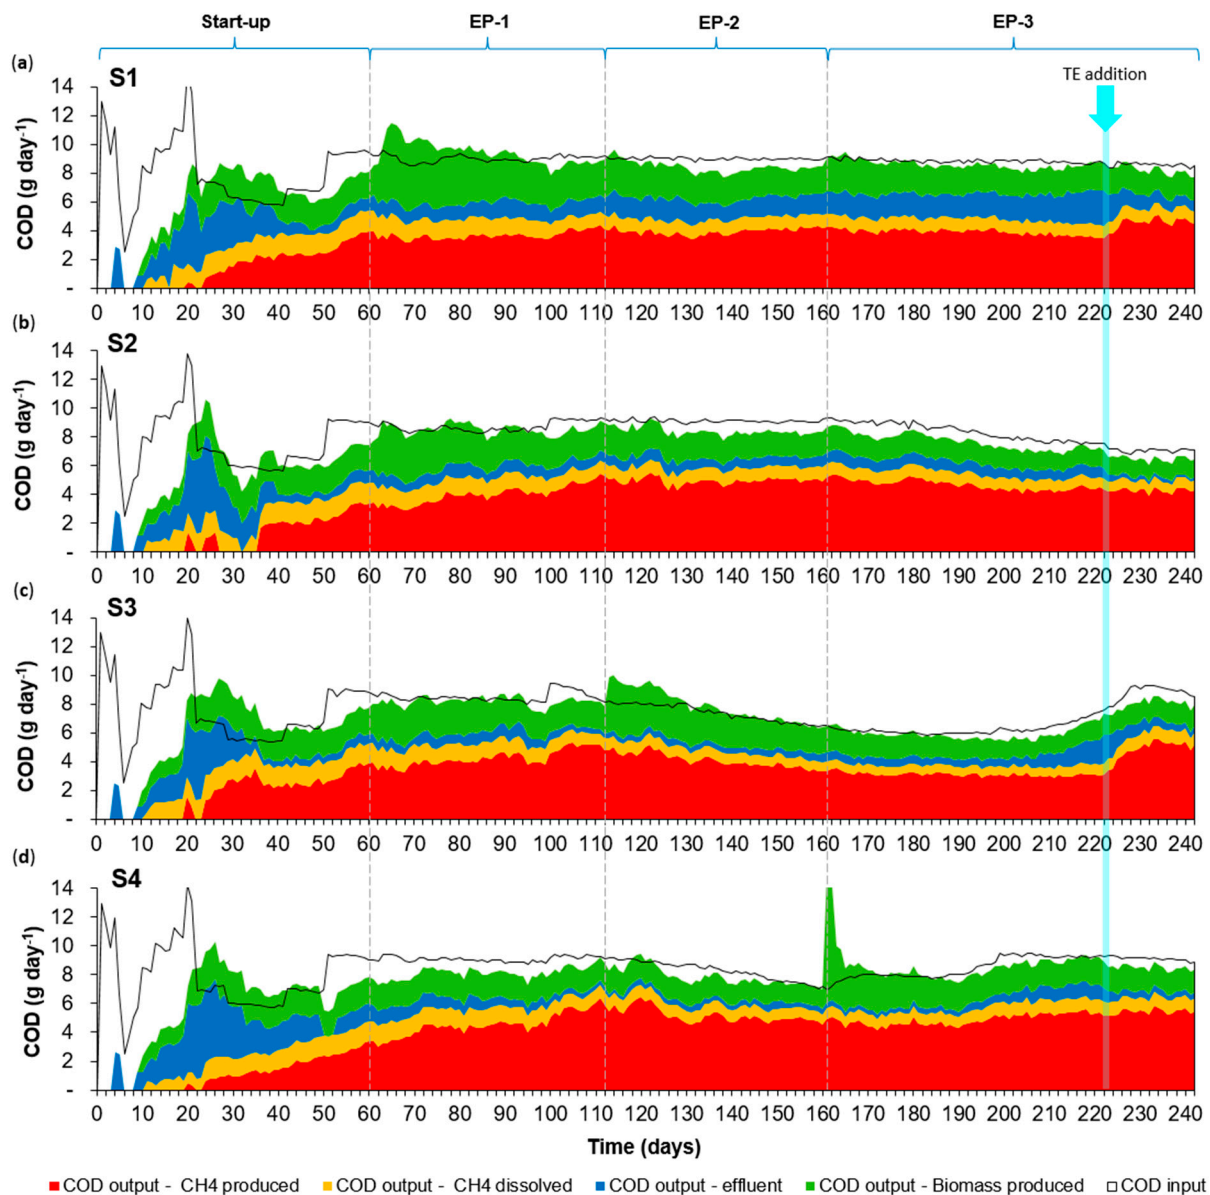 Start-up EP-1 EP-2 EP-3
(a)
TE addition
S1
COD (g day-1)
14
12
10
8
6
4
2
-
0 10 20 30 40 50 60 70 80 90 100 110 120 130 140 150 160 170 180 190 200 210 220 230 240
(b)
S2
COD (g day-1)
14
12
10
8
6
4
2
-
0 10 20 30 40 50 60 70 80 90 100 110 120 130 140 150 160 170 180 190 200 210 220 230 240
(c)
S3
COD (g day-1)
14
12
10
8
6
4
2
-
0 10 20 30 40 50 60 70 80 90 100 110 120 130 140 150 160 170 180 190 200 210 220 230 240
(d)
S4
COD (g day-1)
14
12
10
8
6
4
2
-
0 10 20 30 40 50 60 70 80 90 100 110 120 130 140 150 160 170 180 190 200 210 220 230 240
Time (days)
COD output - CH4 produced COD output - CH4 dissolved COD output - effluent COD output - Biomass produced COD input